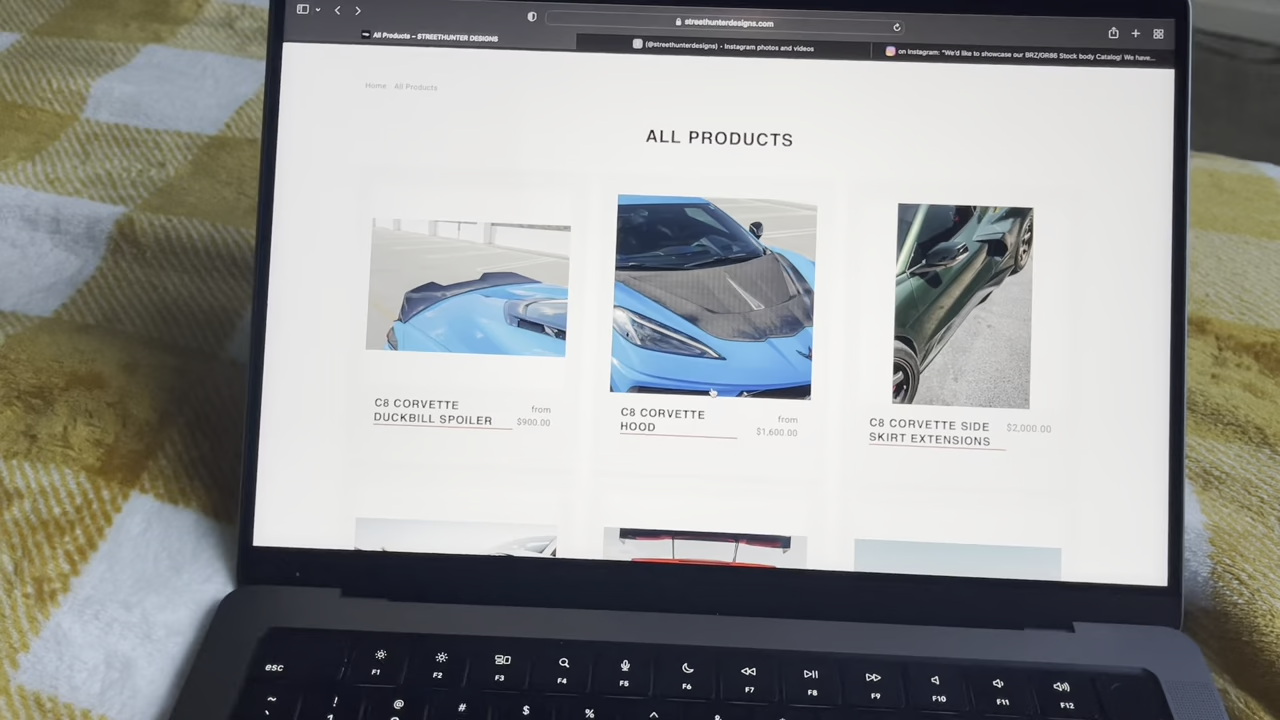 streethunterdesigns.com
All Products – STREETHUNTER DESIGNS
(@streethunterdesigns) • Instagram photos and videos
on Instagram: "We'd like to showcase our BRZ/GR86 Stock body Catalog! We have...
Home All Products
ALL PRODUCTS
C8 CORVETTE
DUCKBILL SPOILER
from
$900.00
C8 CORVETTE
HOOD
from
$1,600.00
C8 CORVETTE SIDE
SKIRT EXTENSIONS
$2,000.00
esc
F1
F2
F3
F4
F5
F6
F7
F8
F9
F10
F11
F12
~
!
@
#
$
%
^